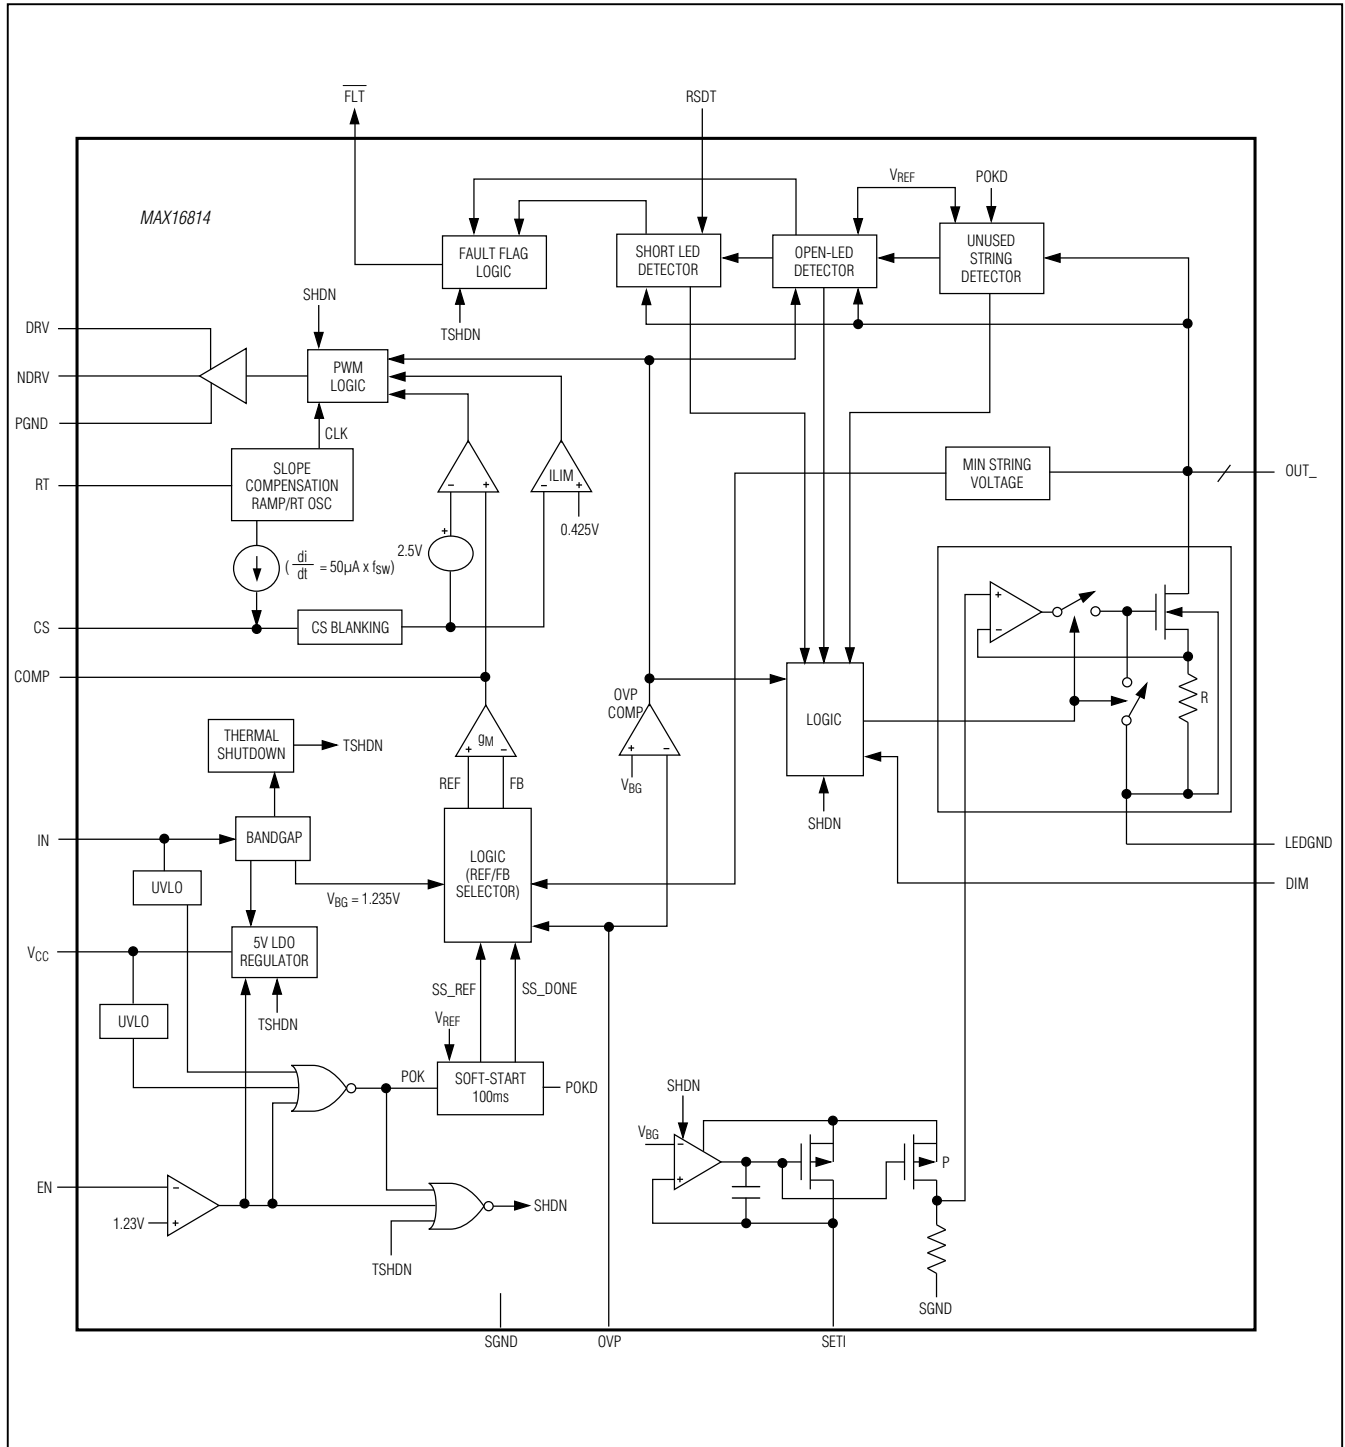 FLT
RSDT
MAX16814
VREF
POKD
FAULT FLAG
LOGIC
SHORT LED
DETECTOR
OPEN-LED
DETECTOR
UNUSED
STRING
DETECTOR
SHDN
TSHDN
DRV
NDRV
PGND
PWM
LOGIC
CLK
RT
SLOPE
COMPENSATION
RAMP/RT OSC
- +
ILIM
- +
0.425V
MIN STRING
VOLTAGE
OUT_
( di/dt = 50µA x fSW)
2.5V
+
CS
CS BLANKING
COMP
+
-
R
OVP
COMP
LOGIC
THERMAL
SHUTDOWN
TSHDN
gM
+ -
REF
FB
+ -
VBG
SHDN
IN
BANDGAP
LEDGND
UVLO
VBG = 1.235V
LOGIC
(REF/FB
SELECTOR)
DIM
VCC
5V LDO
REGULATOR
UVLO
TSHDN
SS_REF
SS_DONE
VREF
POK
SOFT-START
100ms
POKD
SHDN
VBG
-
+
P
EN
-
1.23V
+
SHDN
TSHDN
SGND
SGND
OVP
SETI